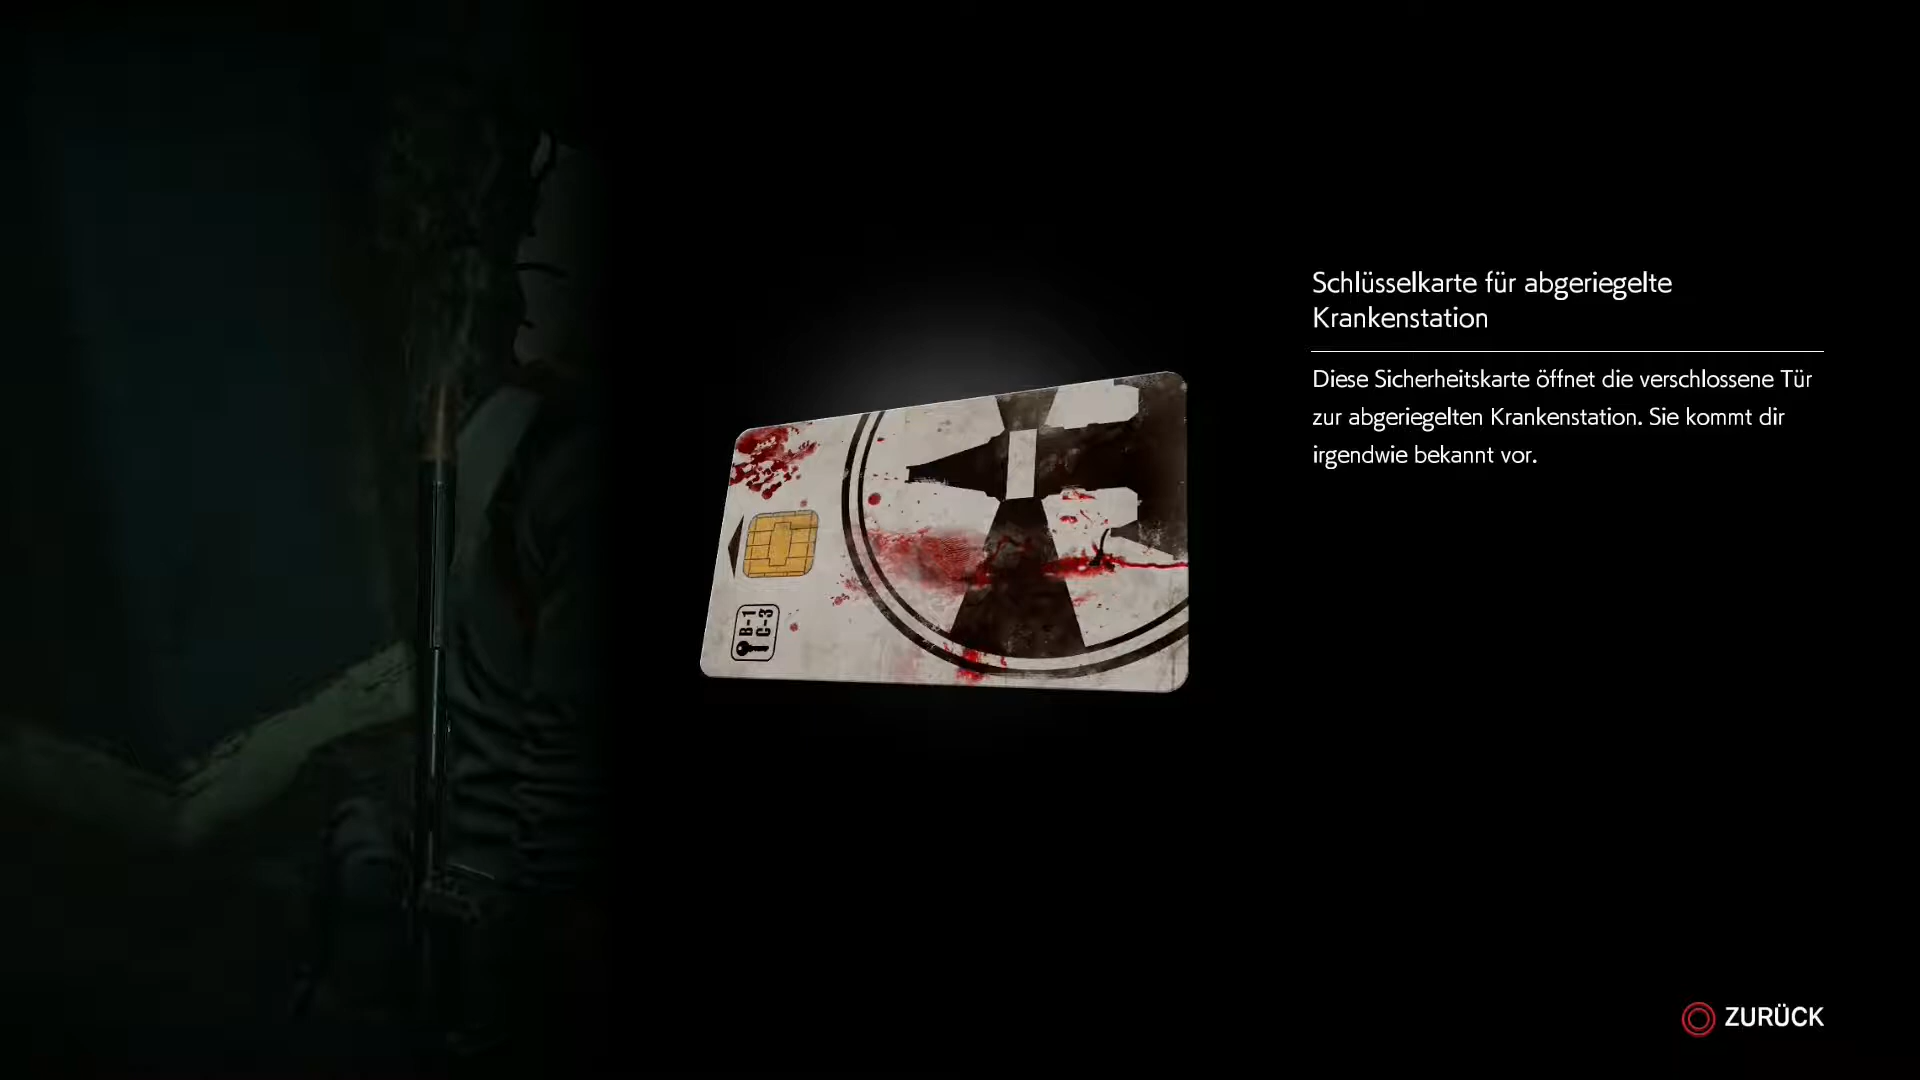 Schlüsselkarte für abgeriegelte
Krankenstation
Diese Sicherheitskarte öffnet die verschlossene Tür
zur abgeriegelten Krankenstation. Sie kommt dir
irgendwie bekannt vor.
B-1
C-3
ZURÜCK